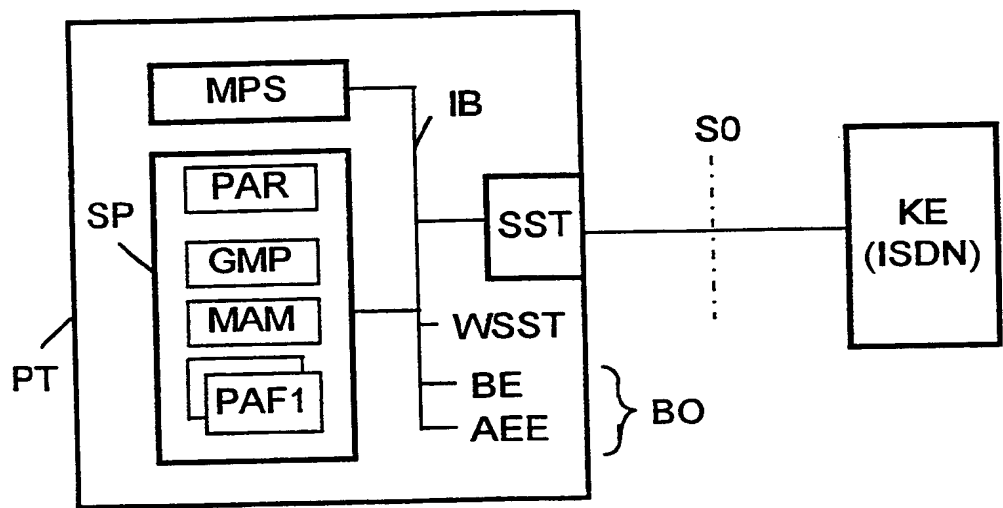 MPS
IB
S0
PAR
SP
SST
KE
(ISDN)
GMP
MAM
WSST
PT
PAF1
BE
BO
AEE